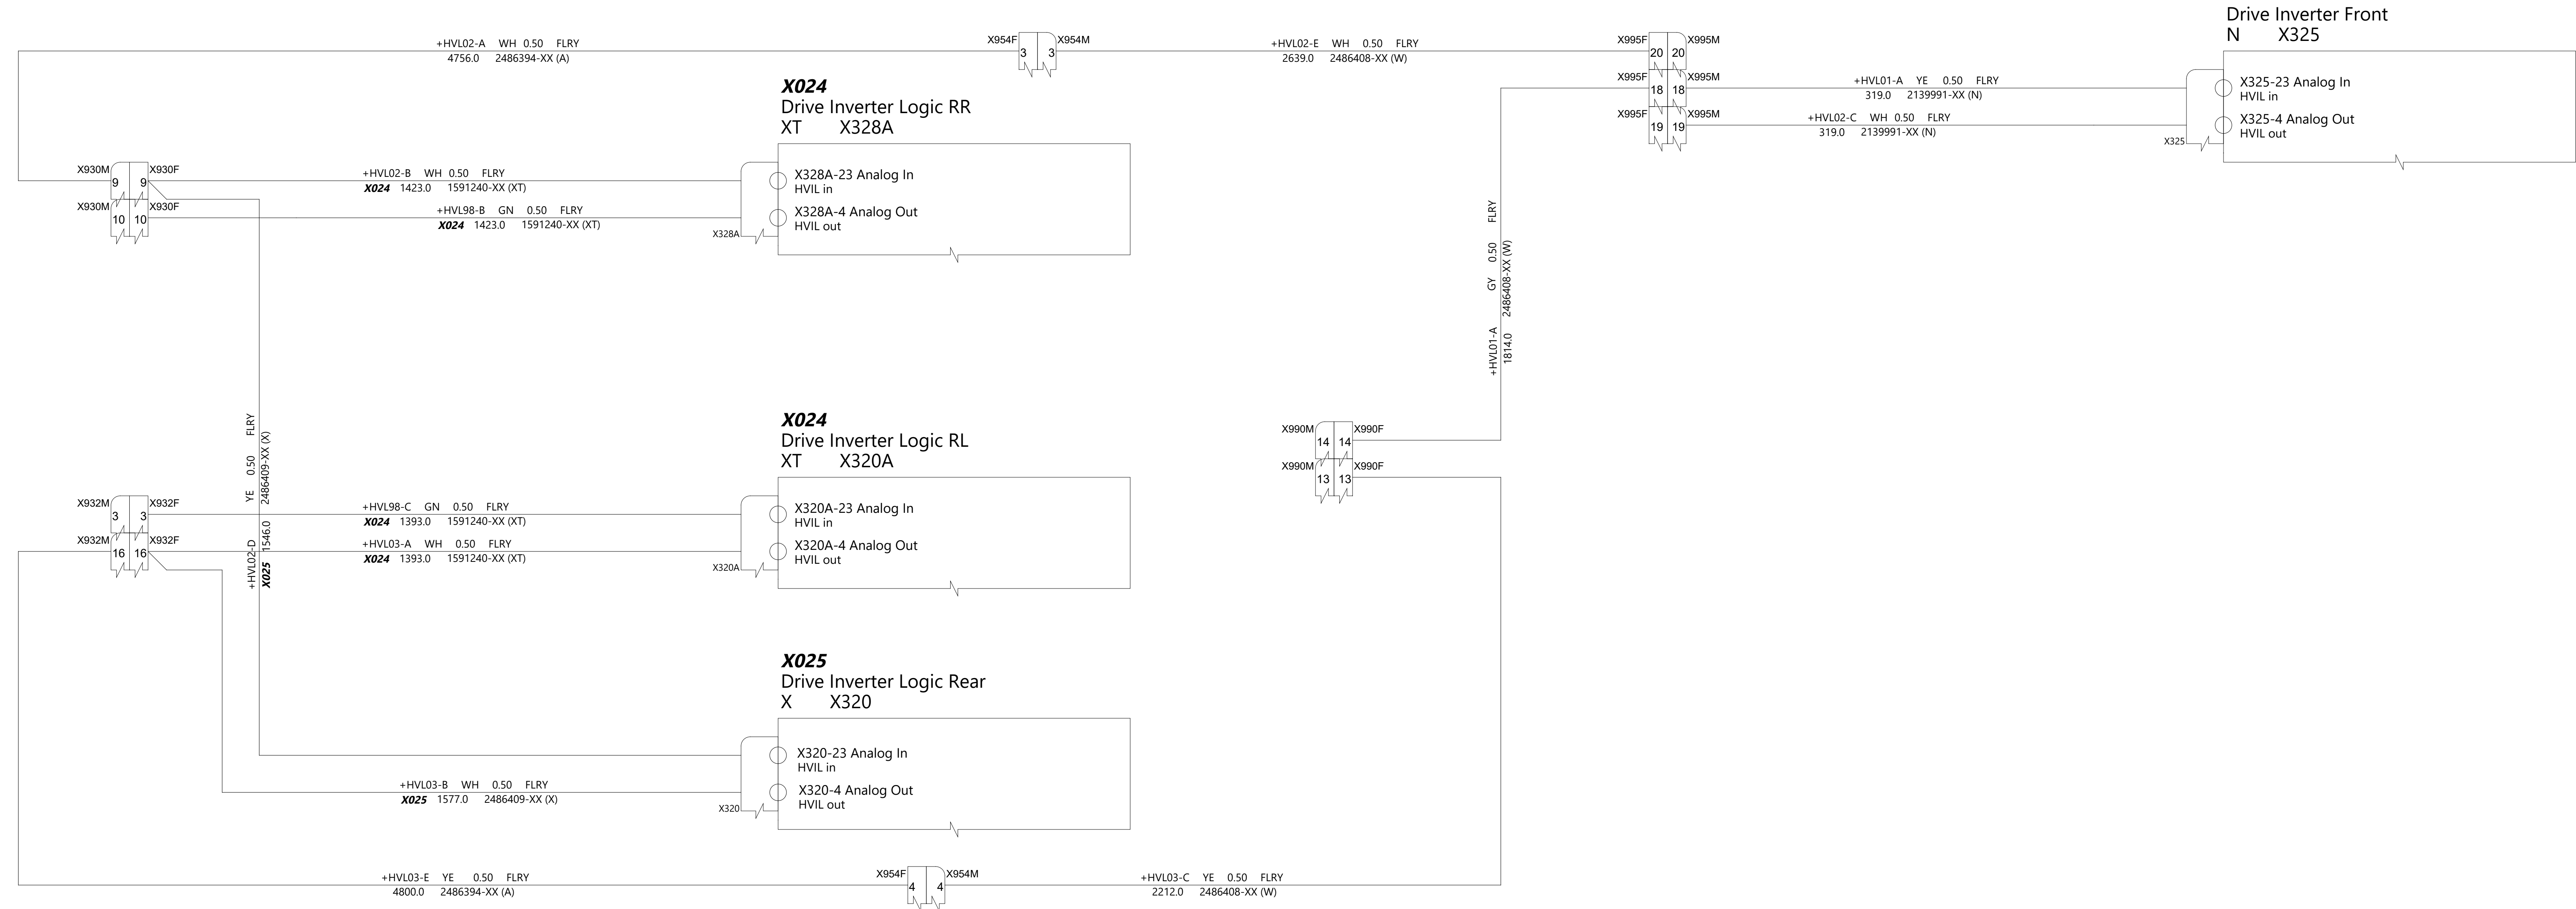 Drive Inverter Front
N X325
+HVL02-A WH 0.50 FLRY
4756.0 2486394-XX (A)
X954F 3 3 X954M
+HVL02-E WH 0.50 FLRY
2639.0 2486408-XX (W)
X995F 20 20 X995M
X995F 18 18 X995M
X995F 19 19 X995M
+HVL01-A YE 0.50 FLRY
319.0 2139991-XX (N)
+HVL02-C WH 0.50 FLRY
319.0 2139991-XX (N)
X325
X325-23 Analog In
HVIL in
X325-4 Analog Out
HVIL out
X024
Drive Inverter Logic RR
XT X328A
X930M 9 9 X930F
X930M 10 10 X930F
+HVL02-B WH 0.50 FLRY
X024 1423.0 1591240-XX (XT)
+HVL98-B GN 0.50 FLRY
X024 1423.0 1591240-XX (XT)
X328A
X328A-23 Analog In
HVIL in
X328A-4 Analog Out
HVIL out
+HVL01-A GY 0.50 FLRY
1814.0 2486408-XX (W)
+HVL02-D YE 0.50 FLRY
X025 15460 2486409-XX (X)
X024
Drive Inverter Logic RL
XT X320A
X990M 14 14 X990F
X990M 13 13 X990F
X932M 3 3 X932F
X932M 16 16 X932F
+HVL98-C GN 0.50 FLRY
X024 1393.0 1591240-XX (XT)
+HVL03-A WH 0.50 FLRY
X024 1393.0 1591240-XX (XT)
X320A
X320A-23 Analog In
HVIL in
X320A-4 Analog Out
HVIL out
X025
Drive Inverter Logic Rear
X X320
+HVL03-B WH 0.50 FLRY
X025 1577.0 2486409-XX (X)
X320
X320-23 Analog In
HVIL in
X320-4 Analog Out
HVIL out
+HVL03-E YE 0.50 FLRY
4800.0 2486394-XX (A)
X954F 4 4 X954M
+HVL03-C YE 0.50 FLRY
2212.0 2486408-XX (W)